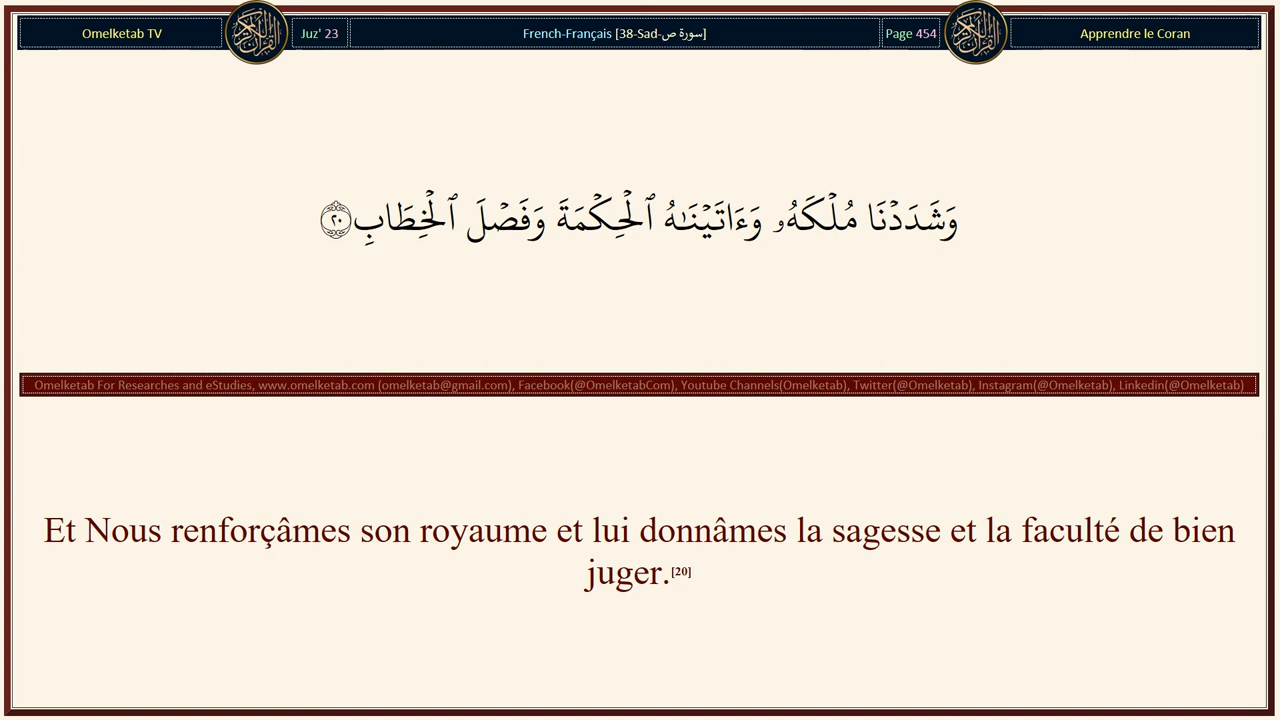 Omelketab TV
Juz' 23
French-Français [38-Sad-سورة ص]
Page 454
Apprendre le Coran
وَشَدَدۡنَا مُلۡكَهُۥ وَءَاتَيۡنَٰهُ ٱلۡحِكۡمَةَ وَفَصۡلَ ٱلۡخِطَابِ ٢٠
Omelketab For Researches and eStudies, www.omelketab.com (omelketab@gmail.com), Facebook(@OmelketabCom), Youtube Channels(Omelketab), Twitter(@Omelketab), Instagram(@Omelketab), Linkedin(@Omelketab)
Et Nous renforçâmes son royaume et lui donnâmes la sagesse et la faculté de bien
juger.[20]